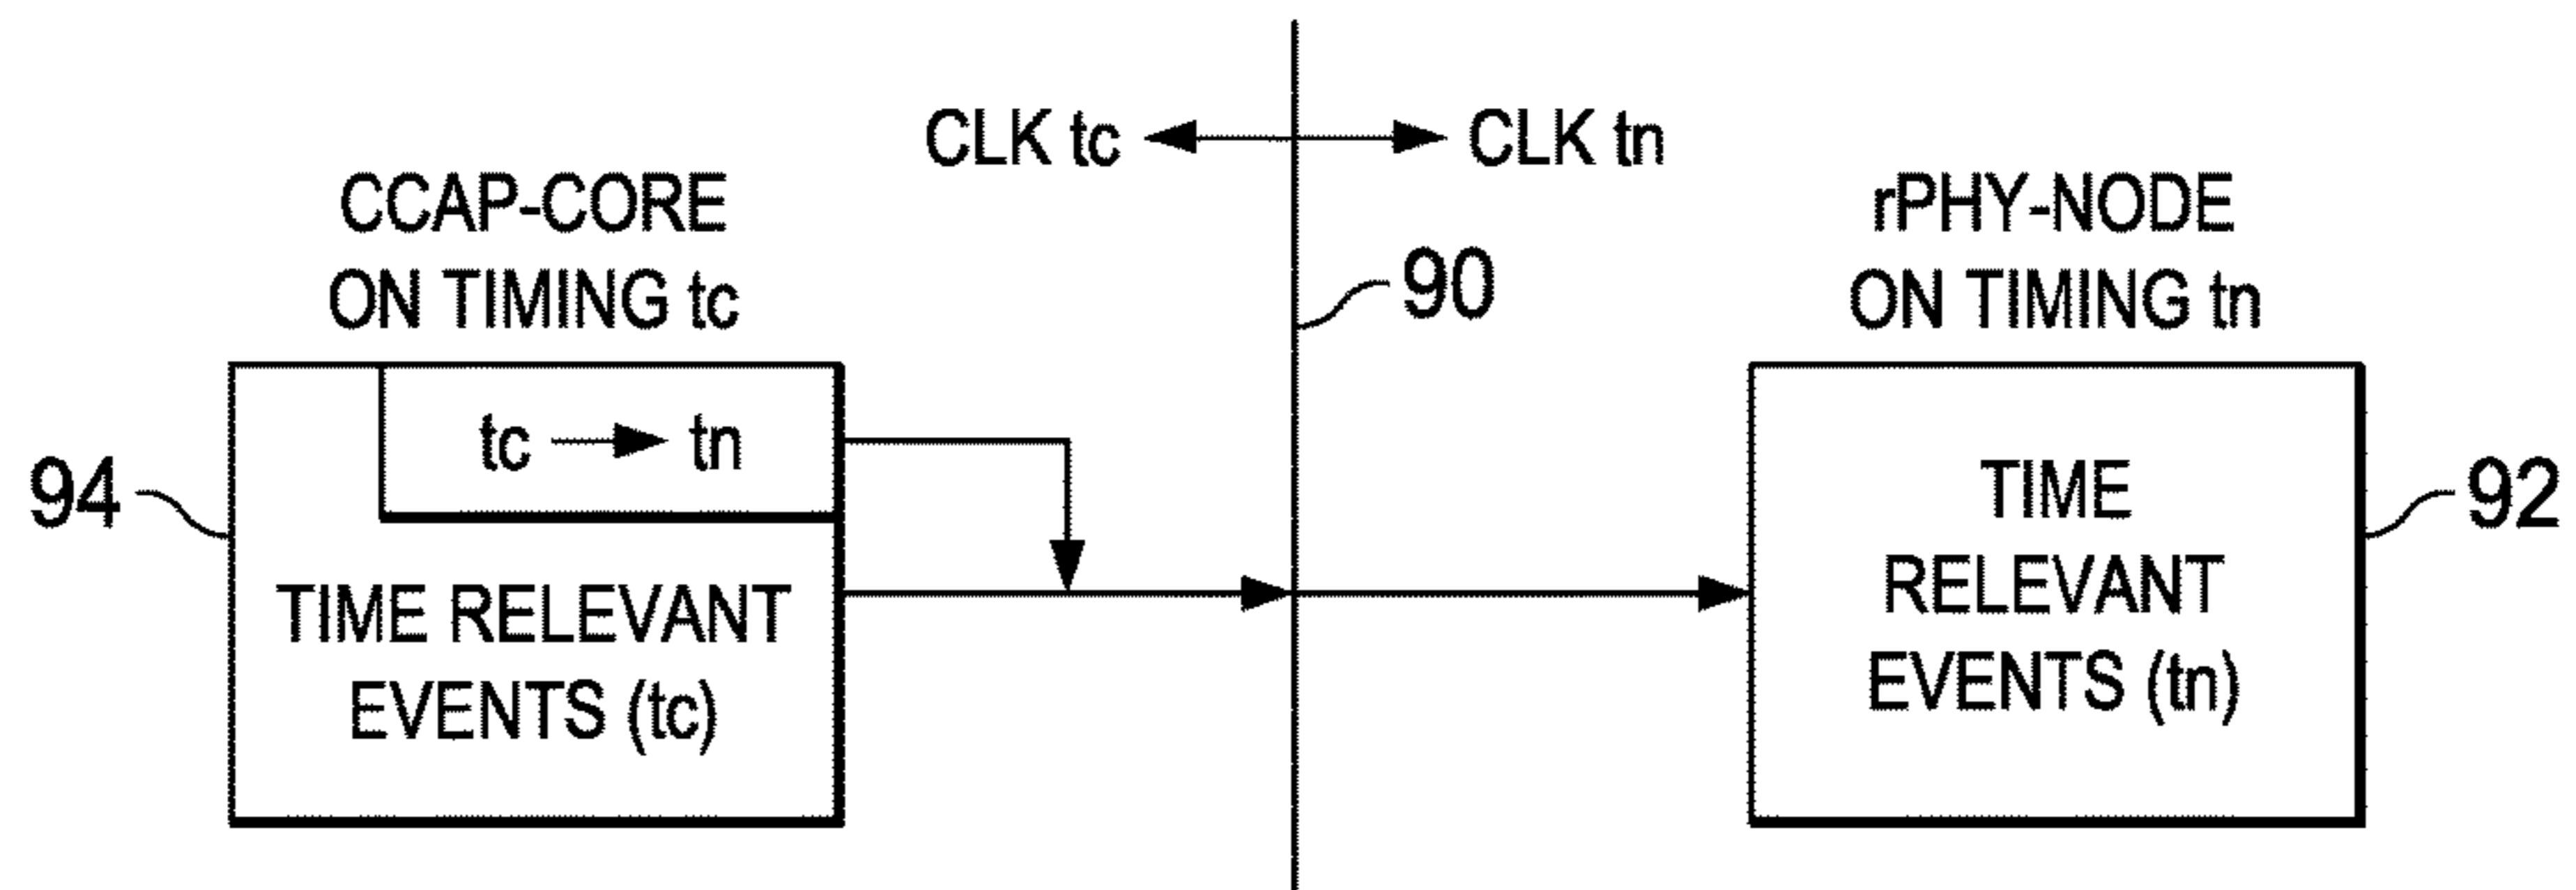 CLK tc
CLK tn
CCAP-CORE
ON TIMING tc
90
rPHY-NODE
ON TIMING tn
94
tc
tn
TIME RELEVANT
EVENTS (tc)
TIME
RELEVANT
EVENTS (tn)
92